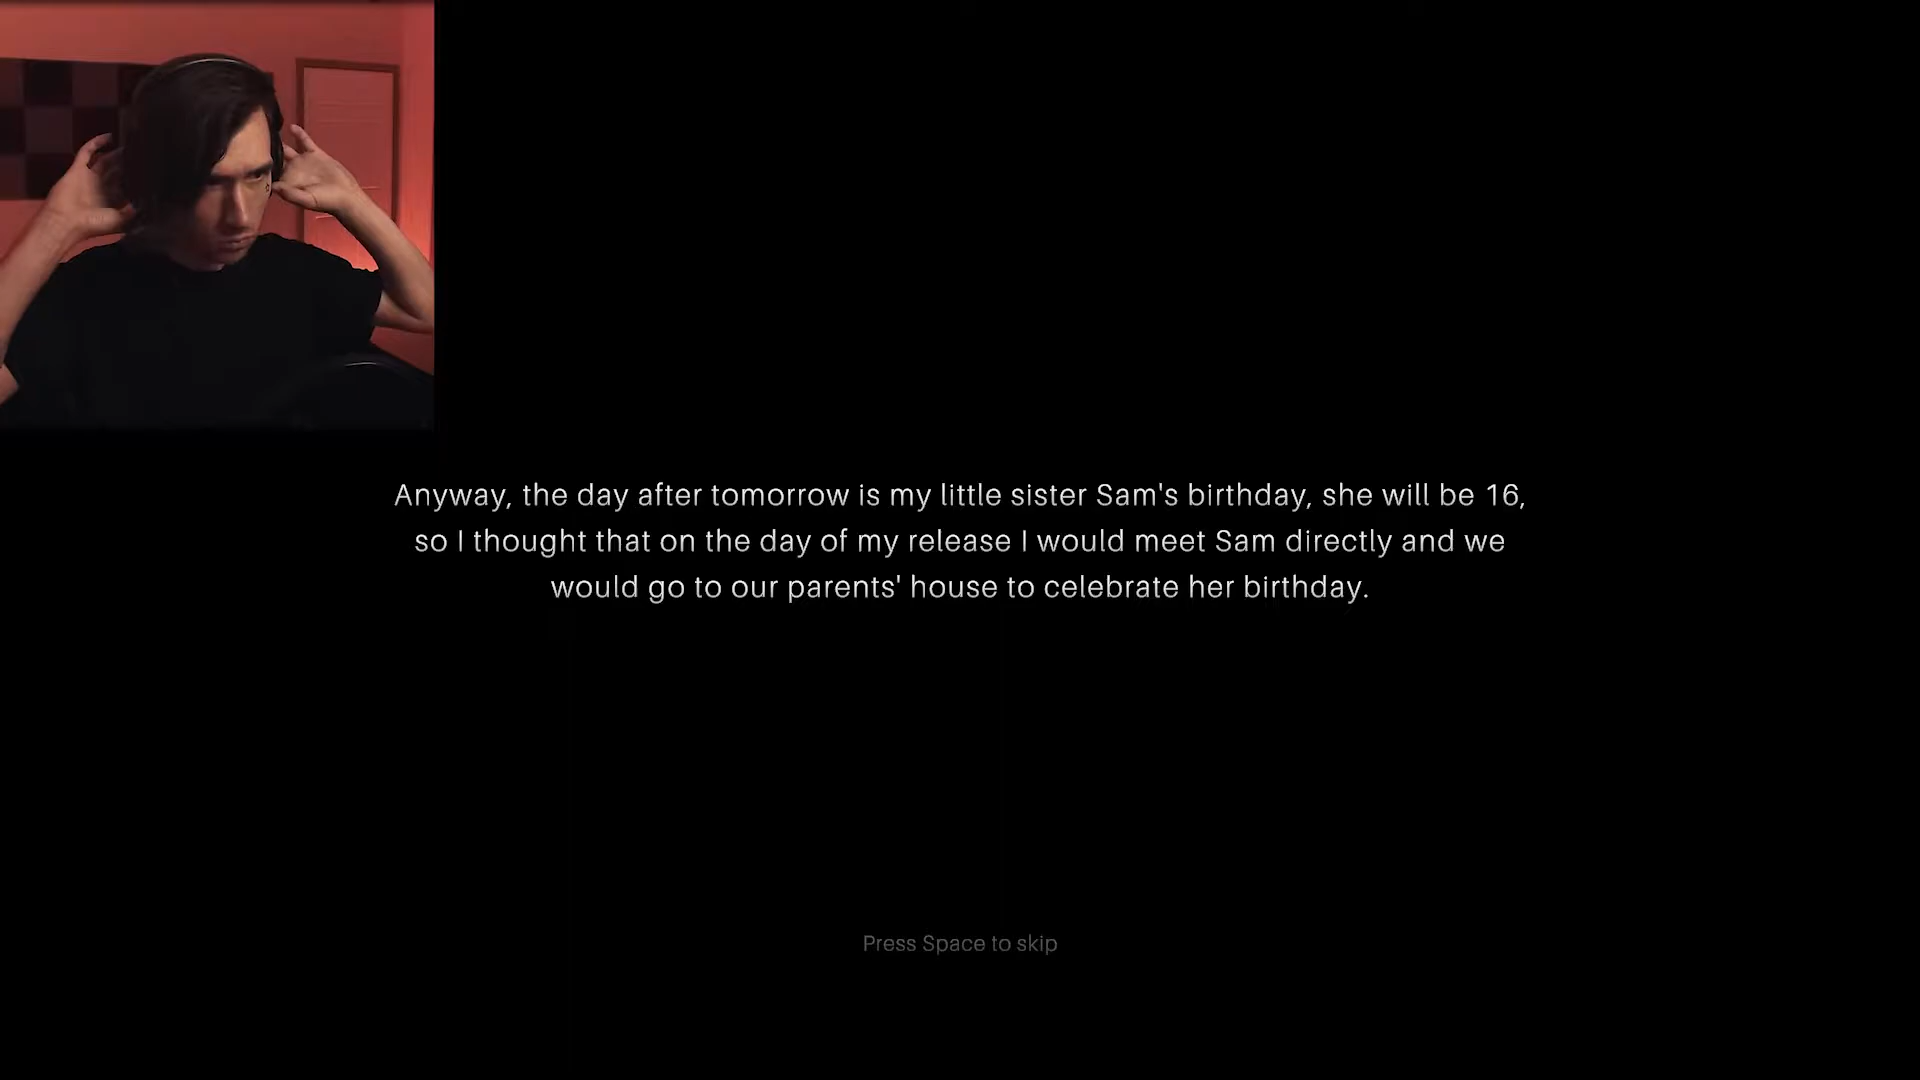 Anyway, the day after tomorrow is my little sister Sam's birthday, she will be 16,
so I thought that on the day of my release I would meet Sam directly and we
would go to our parents' house to celebrate her birthday.
Press Space to skip